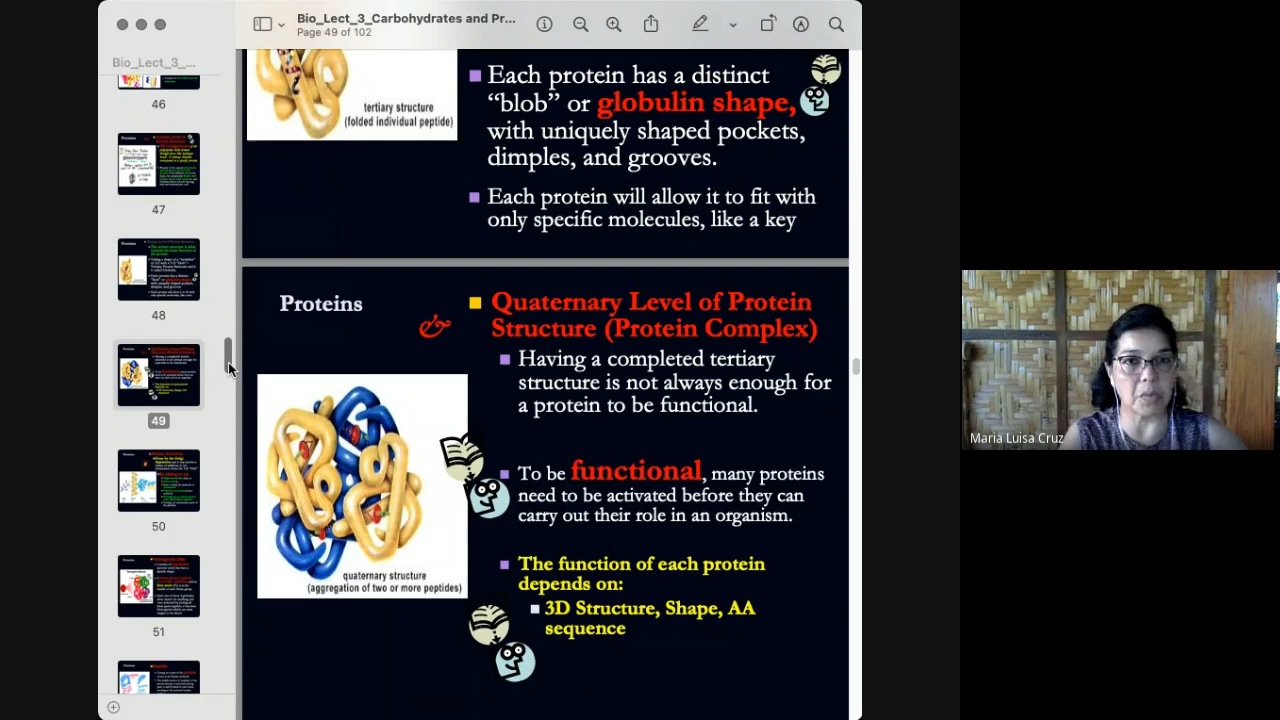 Bio_Lect_3_Carbohydrates and Pr...
Page 49 of 102
Bio_Lect_3_...
46
47
48
49
50
51
tertiary structure
(folded individual peptide)
Each protein has a distinct
“blob” or globulin shape,
with uniquely shaped pockets,
dimples, and grooves.
Each protein will allow it to fit with
only specific molecules, like a key
Proteins
&
Quaternary Level of Protein
Structure (Protein Complex)
Having a completed tertiary
structure is not always enough for
a protein to be functional.
To be functional, many proteins
need to be activated before they can
carry out their role in an organism.
quaternary structure
(aggregation of two or more peptides)
The function of each protein
depends on:
3D Structure, Shape, AA
sequence
Maria Luisa Cruz